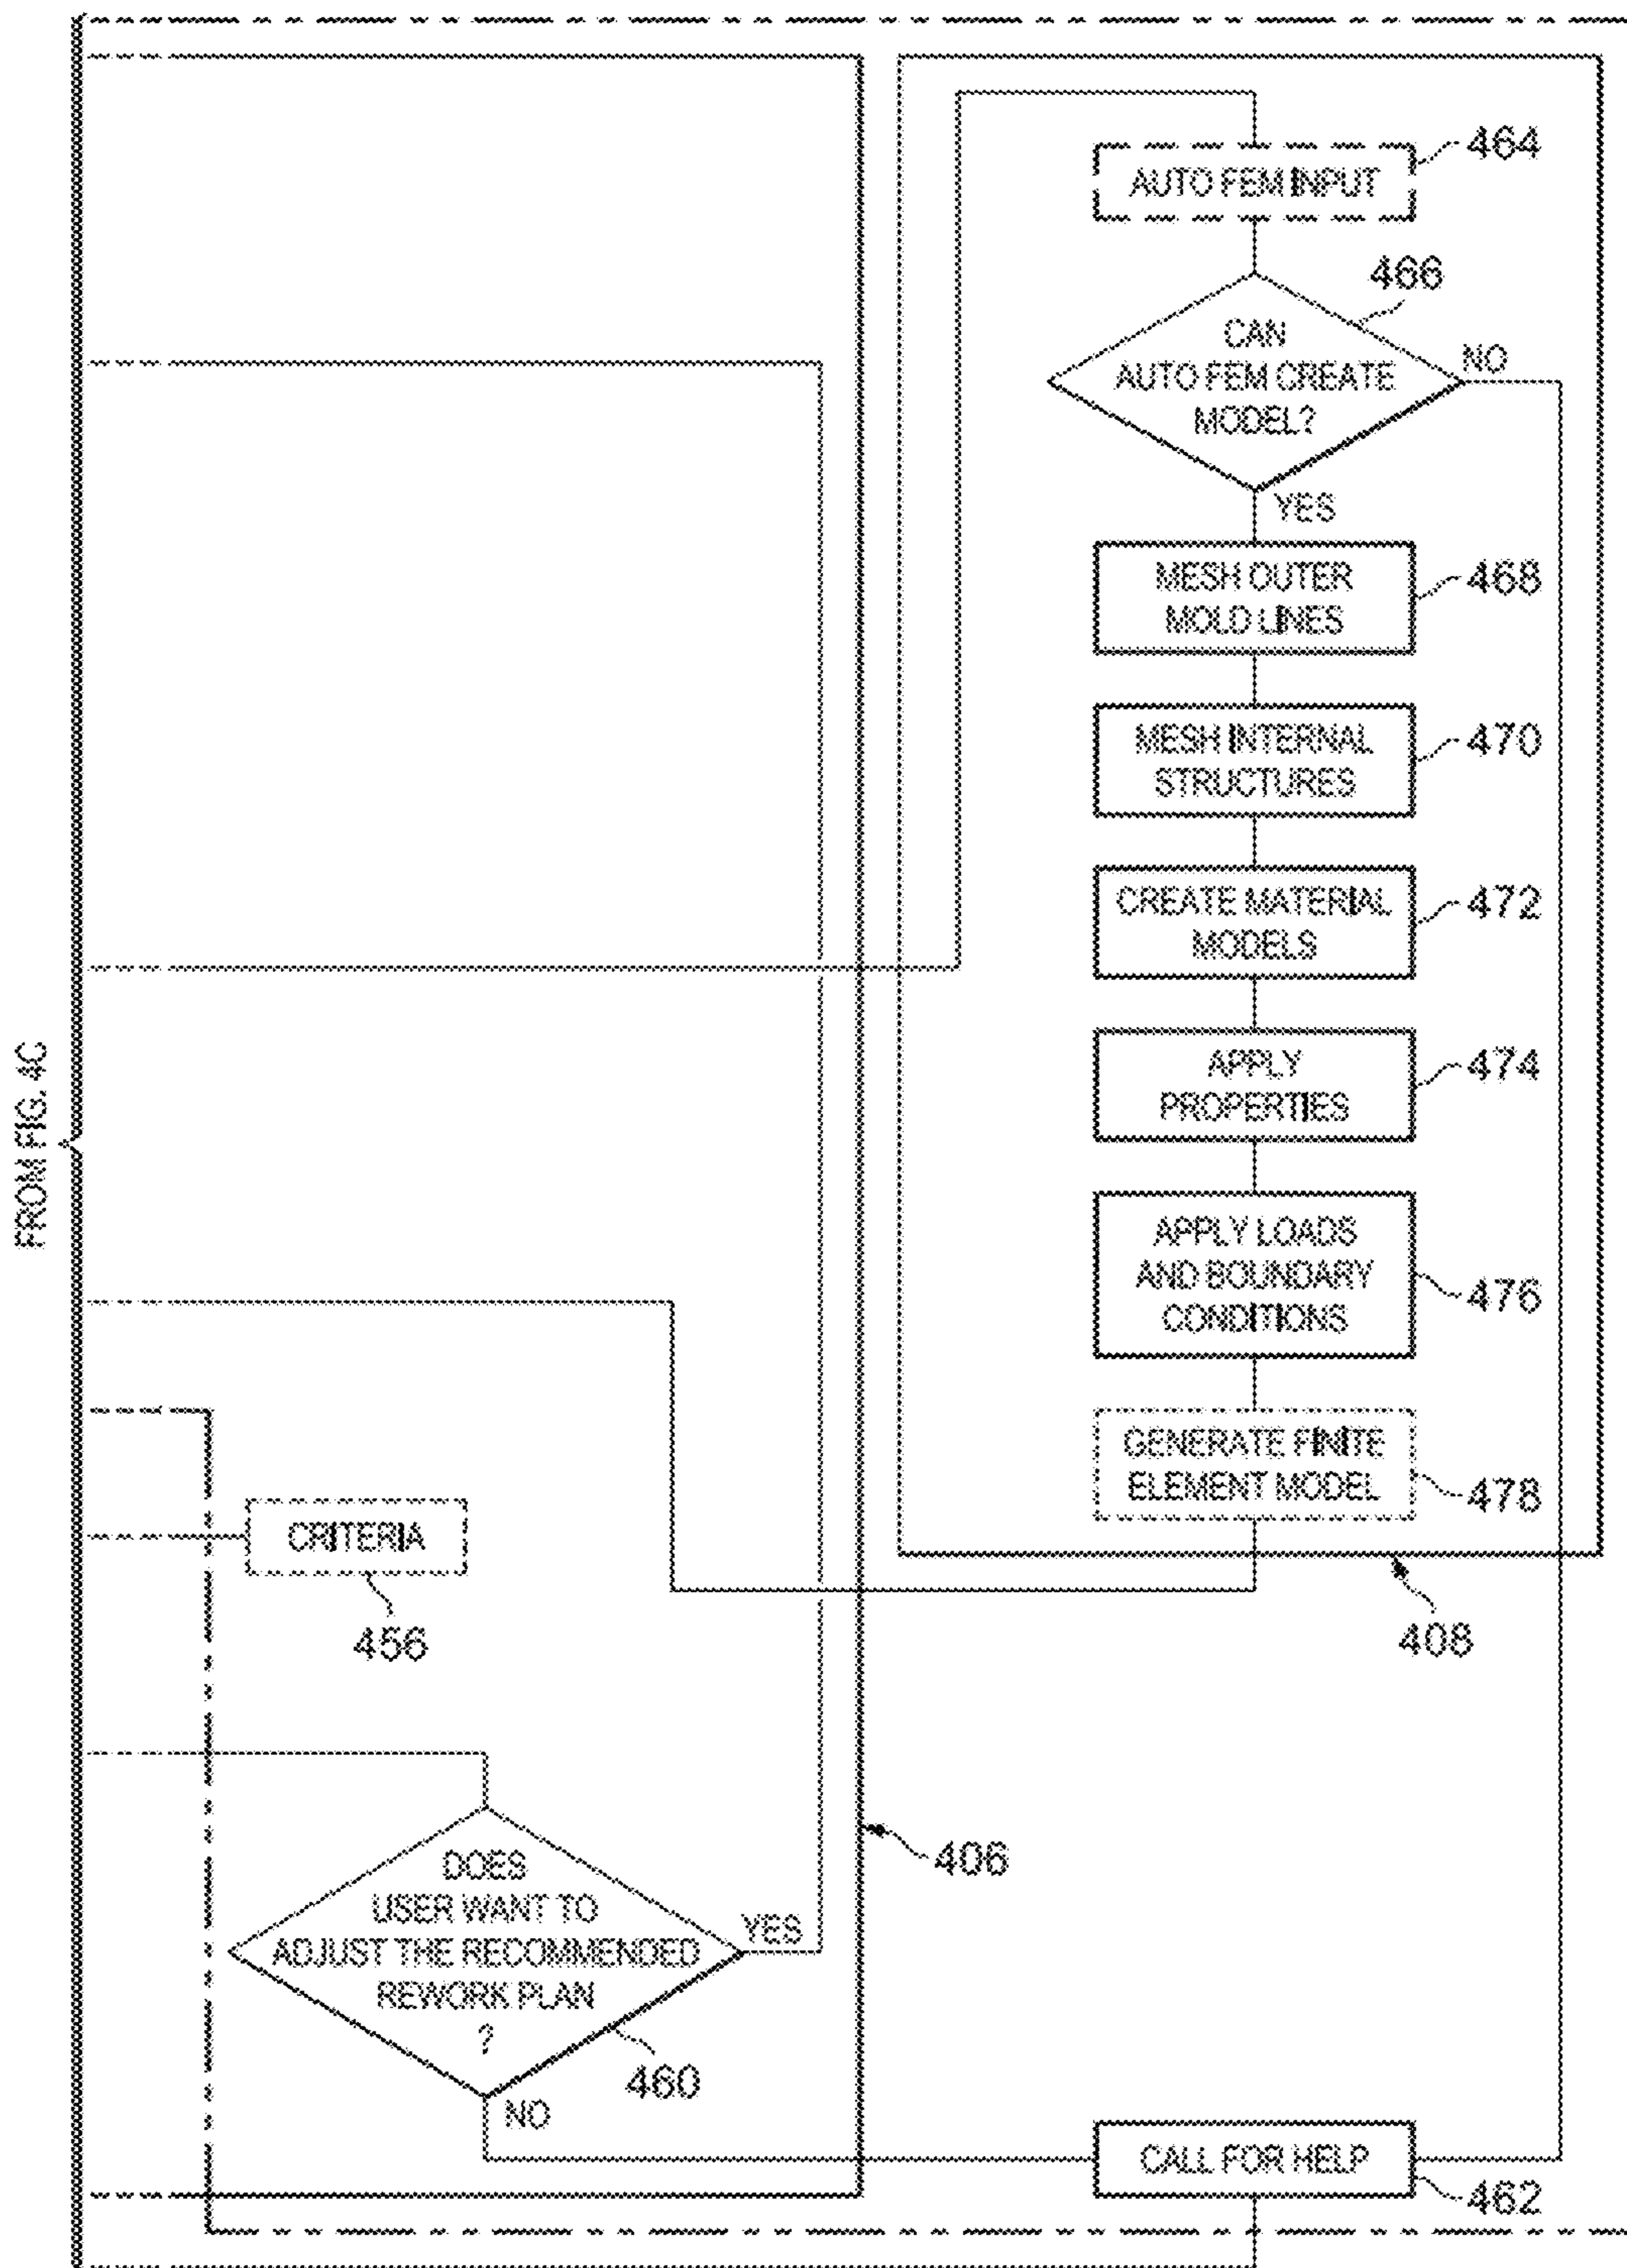 FROM FIG. 4C
AUTO FEM INPUT
464
466
CAN
AUTO FEM CREATE
MODEL?
NO
YES
MESH OUTER
MOLD LINES
468
MESH INTERNAL
STRUCTURES
470
CREATE MATERIAL
MODELS
472
APPLY
PROPERTIES
474
APPLY LOADS
AND BOUNDARY
CONDITIONS
476
GENERATE FINITE
ELEMENT MODEL
478
408
CRITERIA
456
406
DOES
USER WANT TO
ADJUST THE RECOMMENDED
REWORK PLAN
?
YES
460
NO
CALL FOR HELP
462